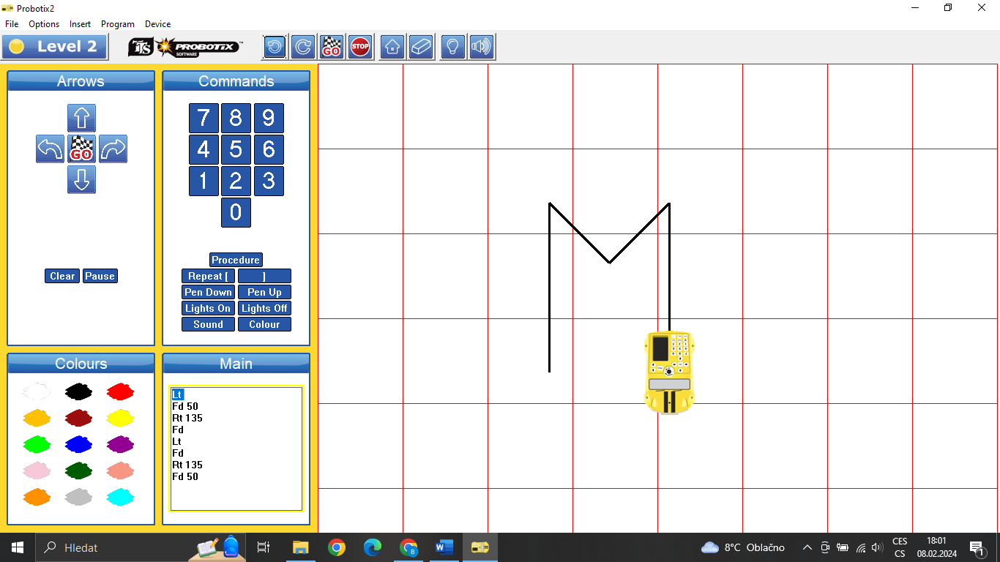 Probotix2
File Options Insert Program Device
Level 2
TTS PROBOTIX™
SOFTWARE
GO STOP
Arrows
GO
Clear Pause
Commands
7 8 9
4 5 6
1 2 3
0
Procedure
Repeat [ ]
Pen Down Pen Up
Lights On Lights Off
Sound Colour
Colours
Main
Lt
Fd 50
Rt 135
Fd
Lt
Fd
Rt 135
Fd 50
Hledat
B
W
8°C Oblačno
CES
CS
18:01
08.02.2024
1